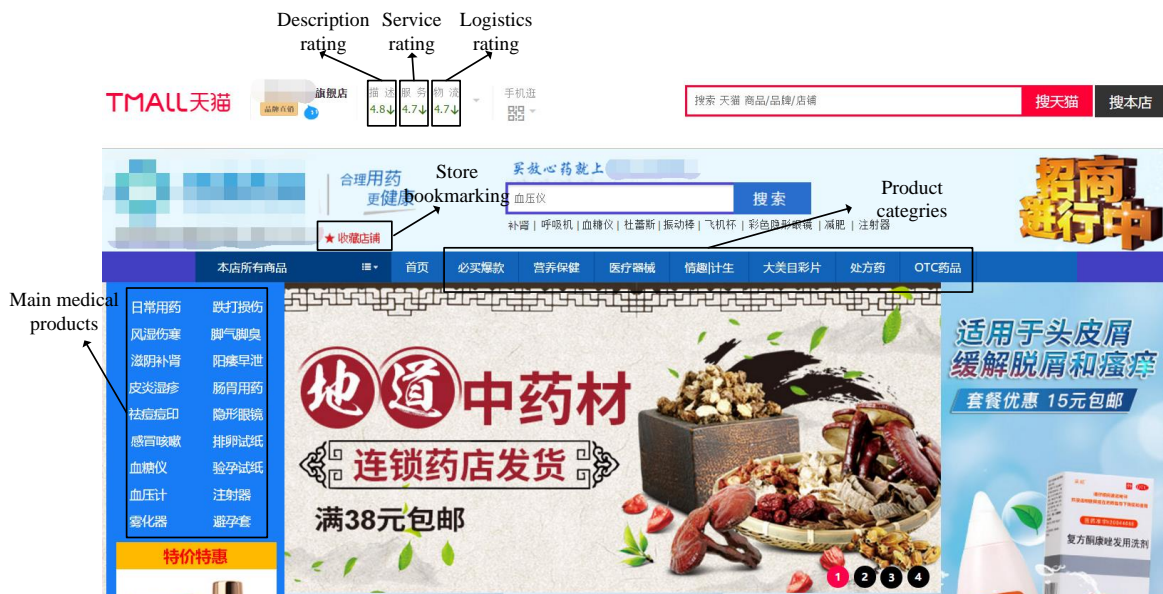 Description Service Logistics
rating rating rating
TMALL天猫
旗舰店
品牌直销
描 述 服 务 物 流
4.8↓ 4.7↓ 4.7↓
手机逛
搜索 天猫 商品/品牌/店铺
搜天猫 搜本店
合理用药
更健康
Store
bookmarking
★ 收藏店铺
买放心药就上
血压仪
搜 索
补肾 | 呼吸机 | 血糖仪 | 杜蕾斯 | 振动棒 | 飞机杯 | 彩色隐形眼镜 | 减肥 | 注射器
Product
categries
招商
进行中
本店所有商品 首页 必买爆款 营养保健 医疗器械 情趣|计生 大美目彩片 处方药 OTC药品
Main medical
products
日常用药 跌打损伤
风湿伤寒 脚气脚臭
滋阴补肾 阳痿早泄
皮炎湿疹 肠胃用药
祛痘痘印 隐形眼镜
感冒咳嗽 排卵试纸
血糖仪 验孕试纸
血压计 注射器
雾化器 避孕套
特价特惠
地道中药材
连锁药店发货
满38元包邮
1 2 3 4
适用于头皮屑
缓解脱屑和瘙痒
套餐优惠 15元包邮
复方酮康唑发用洗剂